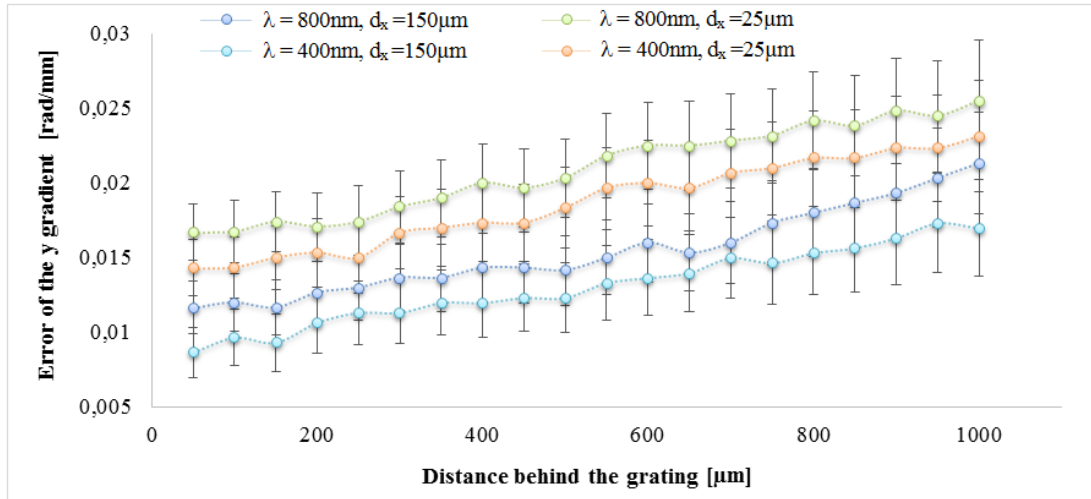 λ = 800nm, dₓ =150µm
λ = 800nm, dₓ =25µm
λ = 400nm, dₓ =150µm
λ = 400nm, dₓ =25µm
Error of the y gradient [rad/mm]
0,03
0,025
0,02
0,015
0,01
0,005
0 200 400 600 800 1000
Distance behind the grating [µm]